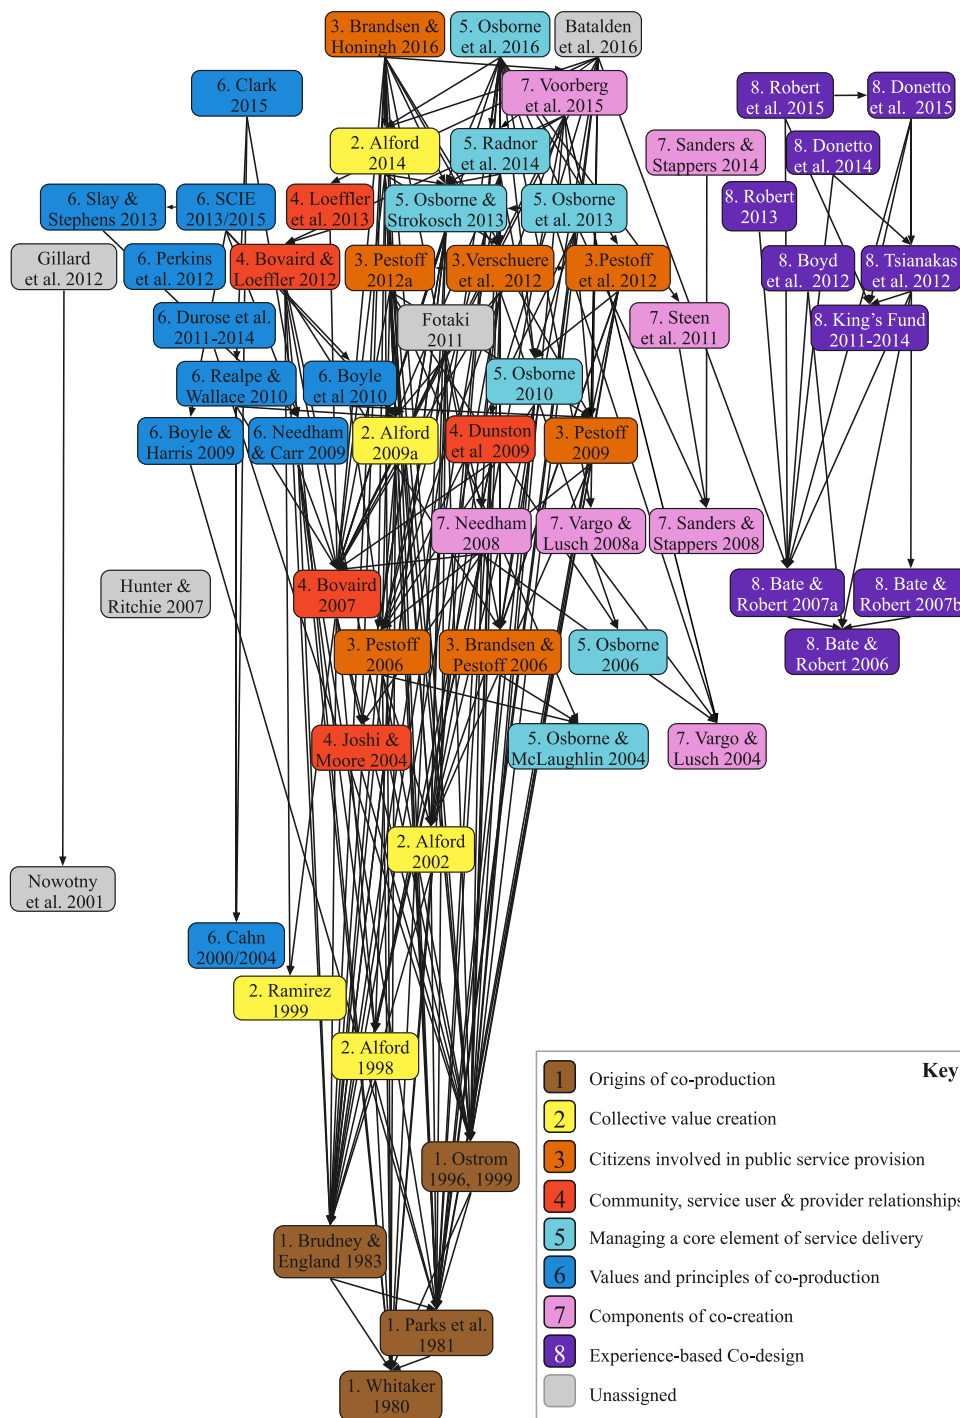 3. Brandsen &
Honingh 2016
5. Osborne
et al. 2016
Batalden
et al. 2016
6. Clark
2015
7. Voorberg
et al. 2015
8. Robert
et al. 2015
8. Donetto
et al. 2015
2. Alford
2014
5. Radnor
et al. 2014
7. Sanders &
Stappers 2014
8. Donetto
et al. 2014
6. Slay &
Stephens 2013
6. SCIE
2013/2015
4. Loeffler
et al. 2013
5. Osborne &
Strokosch 2013
5. Osborne
et al. 2013
8. Robert
2013
Gillard
et al. 2012
6. Perkins
et al. 2012
4. Bovaird &
Loeffler 2012
3. Pestoff
2012a
3.Verschuere
et al. 2012
3.Pestoff
et al. 2012
8. Boyd
et al. 2012
8. Tsianakas
et al. 2012
6. Durose et al.
2011-2014
Fotaki
2011
7. Steen
et al. 2011
8. King's Fund
2011-2014
6. Realpe &
Wallace 2010
6. Boyle
et al 2010
5. Osborne
2010
6. Boyle &
Harris 2009
6. Needham
& Carr 2009
2. Alford
2009a
4. Dunston
et al 2009
3. Pestoff
2009
7. Needham
2008
7. Vargo &
Lusch 2008a
7. Sanders &
Stappers 2008
Hunter &
Ritchie 2007
4. Bovaird
2007
8. Bate &
Robert 2007a
8. Bate &
Robert 2007b
3. Pestoff
2006
3. Brandsen &
Pestoff 2006
5. Osborne
2006
8. Bate &
Robert 2006
4. Joshi &
Moore 2004
5. Osborne &
McLaughlin 2004
7. Vargo &
Lusch 2004
2. Alford
2002
Nowotny
et al. 2001
6. Cahn
2000/2004
2. Ramirez
1999
2. Alford
1998
1. Ostrom
1996, 1999
1. Brudney &
England 1983
1. Parks et al.
1981
1. Whitaker
1980
Key
1 Origins of co-production
2 Collective value creation
3 Citizens involved in public service provision
4 Community, service user & provider relationships
5 Managing a core element of service delivery
6 Values and principles of co-production
7 Components of co-creation
8 Experience-based Co-design
Unassigned